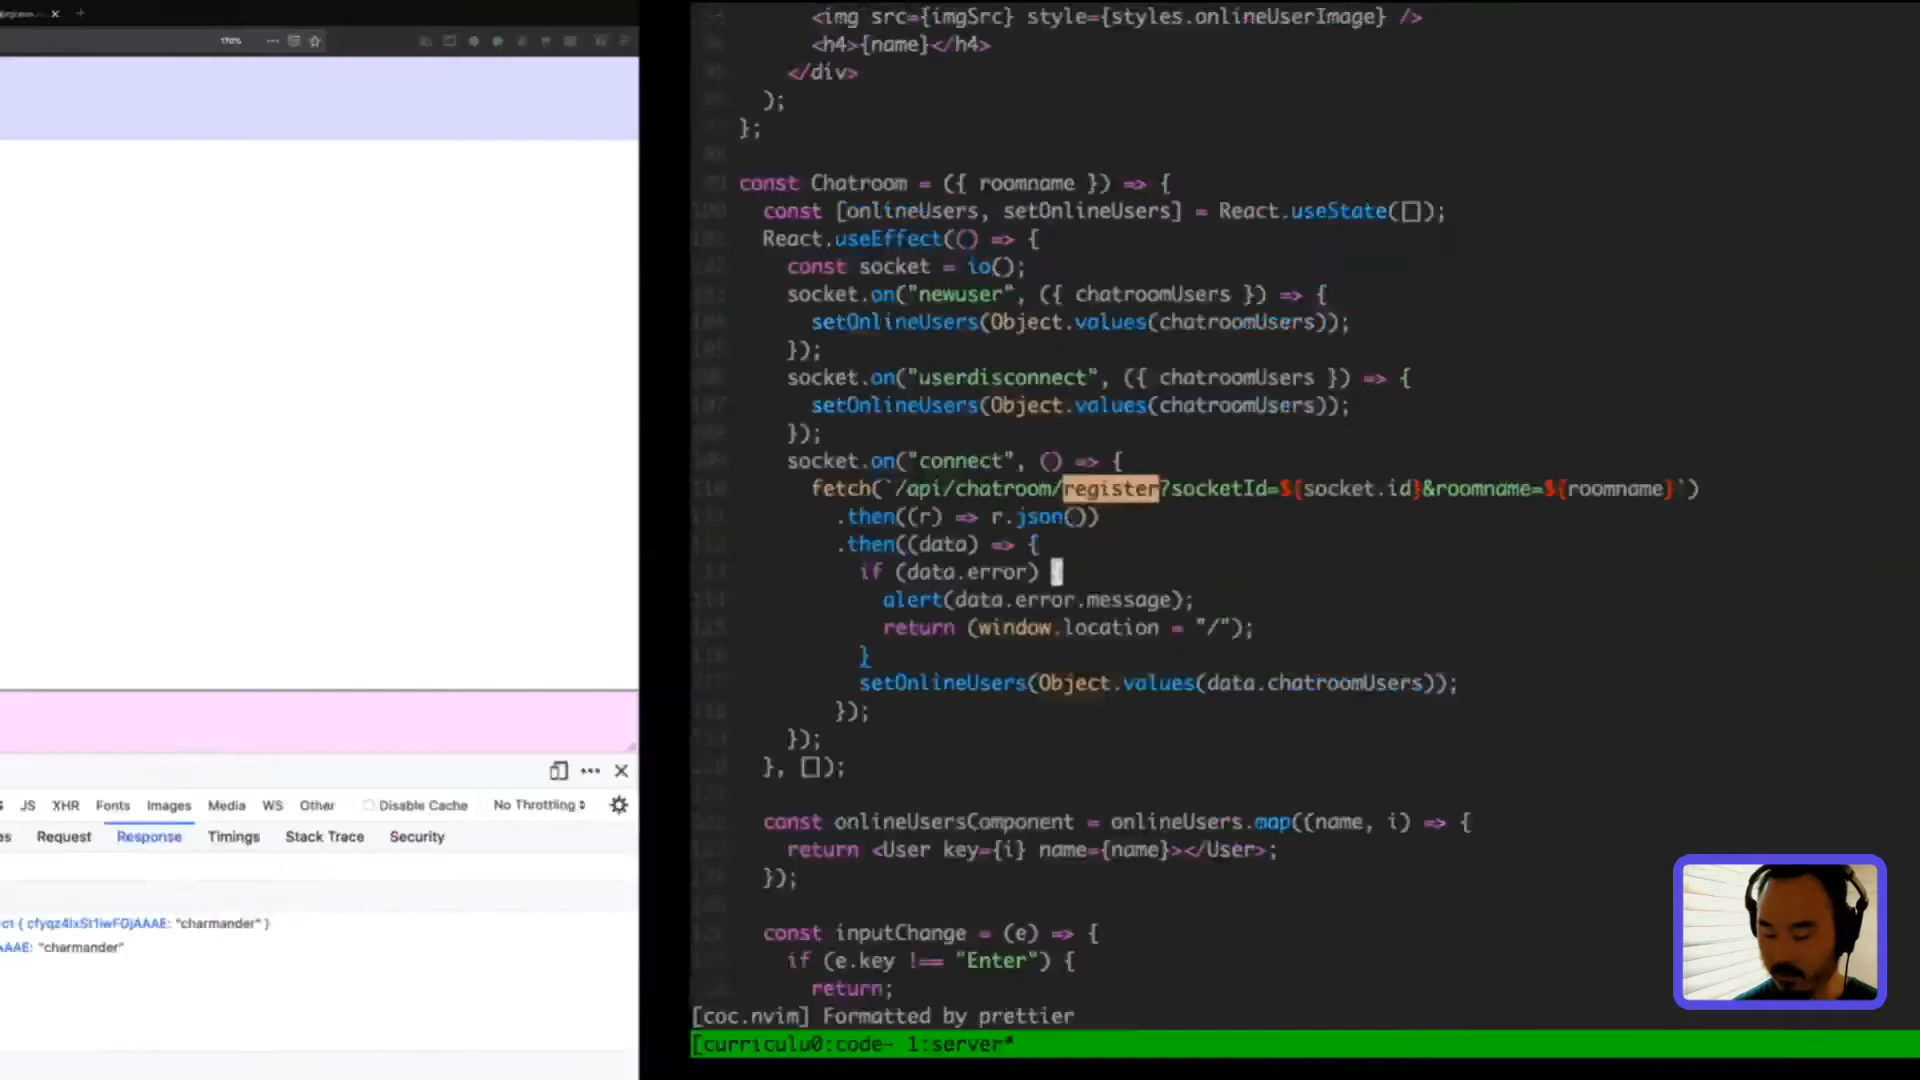 170%
<img src={imgSrc} style={styles.onlineUserImage} />
<h4>{name}</h4>
</div>
);
};
const Chatroom = ({ roomname }) => {
const [onlineUsers, setOnlineUsers] = React.useState([]);
React.useEffect(() => {
const socket = io();
socket.on("newuser", ({ chatroomUsers }) => {
setOnlineUsers(Object.values(chatroomUsers));
});
socket.on("userdisconnect", ({ chatroomUsers }) => {
setOnlineUsers(Object.values(chatroomUsers));
});
socket.on("connect", () => {
fetch(`/api/chatroom/register?socketId=${socket.id}&roomname=${roomname}`)
.then((r) => r.json())
.then((data) => {
if (data.error) {
alert(data.error.message);
return (window.location = "/");
}
setOnlineUsers(Object.values(data.chatroomUsers));
});
});
}, []);
const onlineUsersComponent = onlineUsers.map((name, i) => {
return <User key={i} name={name}></User>;
});
const inputChange = (e) => {
if (e.key !== "Enter") {
return;
[coc.nvim] Formatted by prettier
[curriculu0:code- 1:server*
JS XHR Fonts Images Media WS Other Disable Cache No Throttling
Request Response Timings Stack Trace Security
"charmander" }
AAE: "charmander"